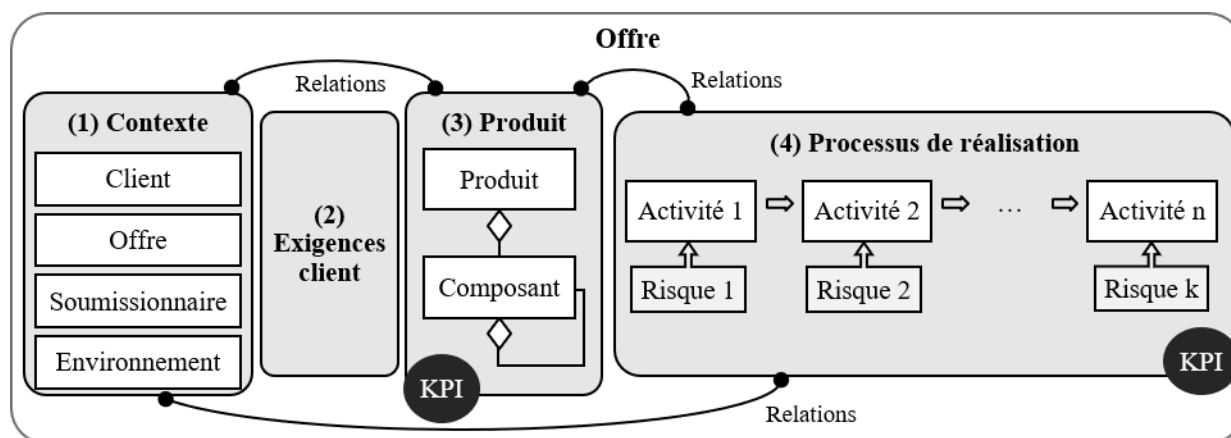 Offre
Relations
Relations
(1) Contexte
Client
Offre
Soumissionnaire
Environnement
(2)
Exigences
client
(3) Produit
Produit
Composant
KPI
(4) Processus de réalisation
Activité 1
Activité 2
...
Activité n
Risque 1
Risque 2
Risque k
KPI
Relations